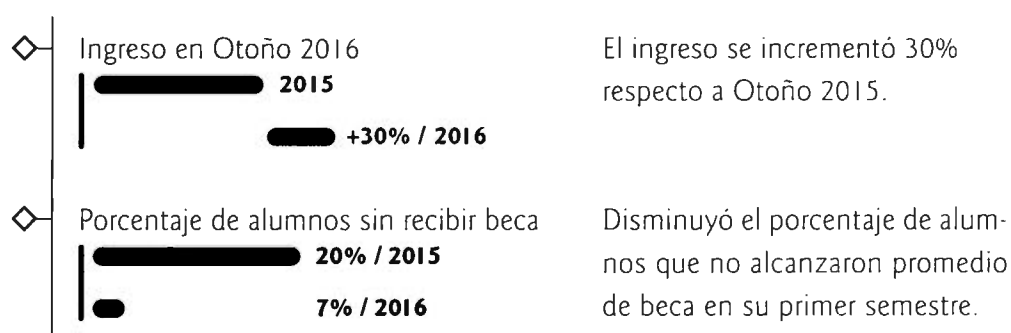 Ingreso en Otoño 2016
2015
+30% / 2016
El ingreso se incrementó 30%
respecto a Otoño 2015.
Porcentaje de alumnos sin recibir beca
20% / 2015
7% / 2016
Disminuyó el porcentaje de alum-
nos que no alcanzaron promedio
de beca en su primer semestre.